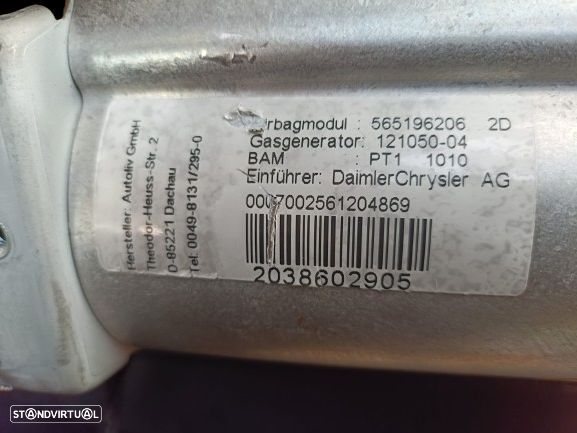 Hersteller: Autoliv GmbH
Theodor-Heuss-Str. 2
D-85221 Dachau
Tel. 0049-8131/295-0
Airbagmodul : 565196206 2D
Gasgenerator: 121050-04
BAM : PT1 1010
Einführer: DaimlerChrysler AG
0007002561204869
2038602905
STANDVIRTUAL